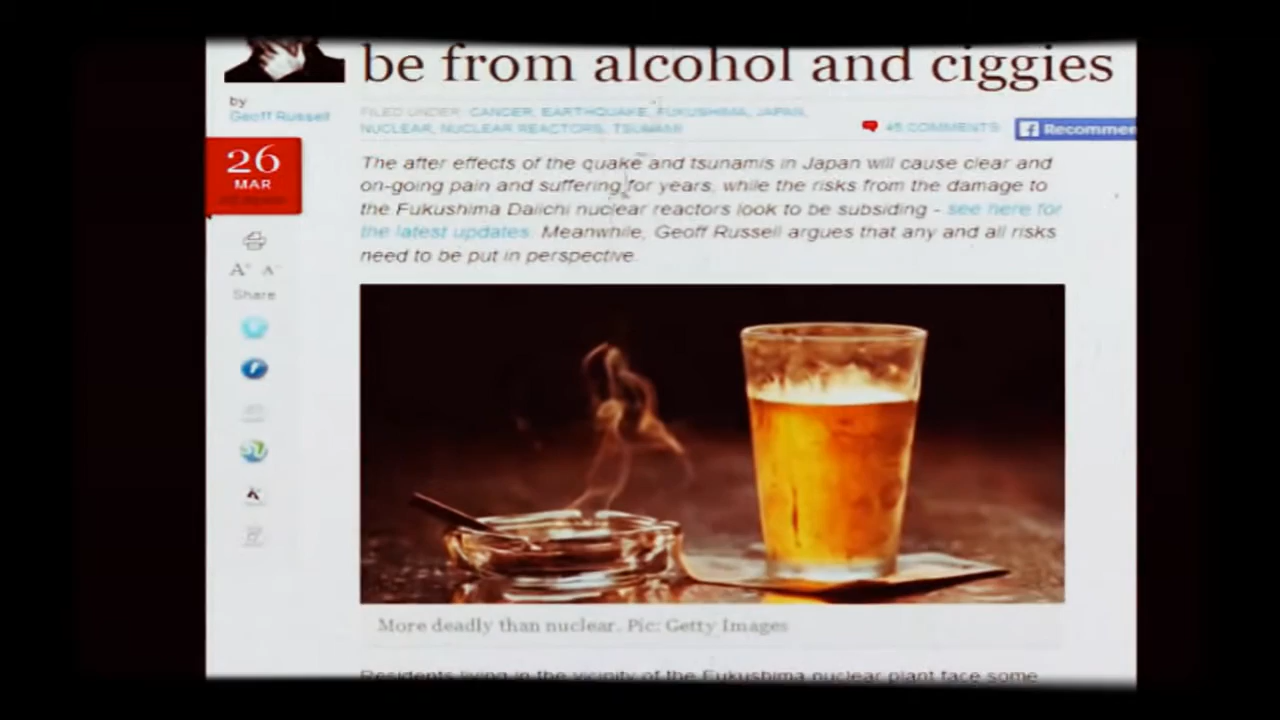 be from alcohol and ciggies
by
Geoff Russell
FILED UNDER: CANCER, EARTHQUAKE, FUKUSHIMA, JAPAN,
NUCLEAR, NUCLEAR REACTORS, TSUNAMI
45 COMMENTS
Recommen
26
MAR
The after effects of the quake and tsunamis in Japan will cause clear and
on-going pain and suffering for years, while the risks from the damage to
the Fukushima Daiichi nuclear reactors look to be subsiding - see here for
the latest updates. Meanwhile, Geoff Russell argues that any and all risks
need to be put in perspective.
A+ A-
Share
More deadly than nuclear. Pic: Getty Images
Residents living in the vicinity of the Fukushima nuclear plant face some